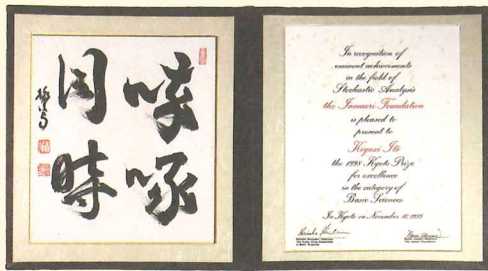 啐啄
同時
In recognition of
eminent achievements
in the field of
Stochastic Analysis
the Inamori Foundation
is pleased to
present to
Kiyosi Itô
the 1998 Kyoto Prize
for excellence
in the category of
Basic Sciences
In Kyoto on November 10, 1998